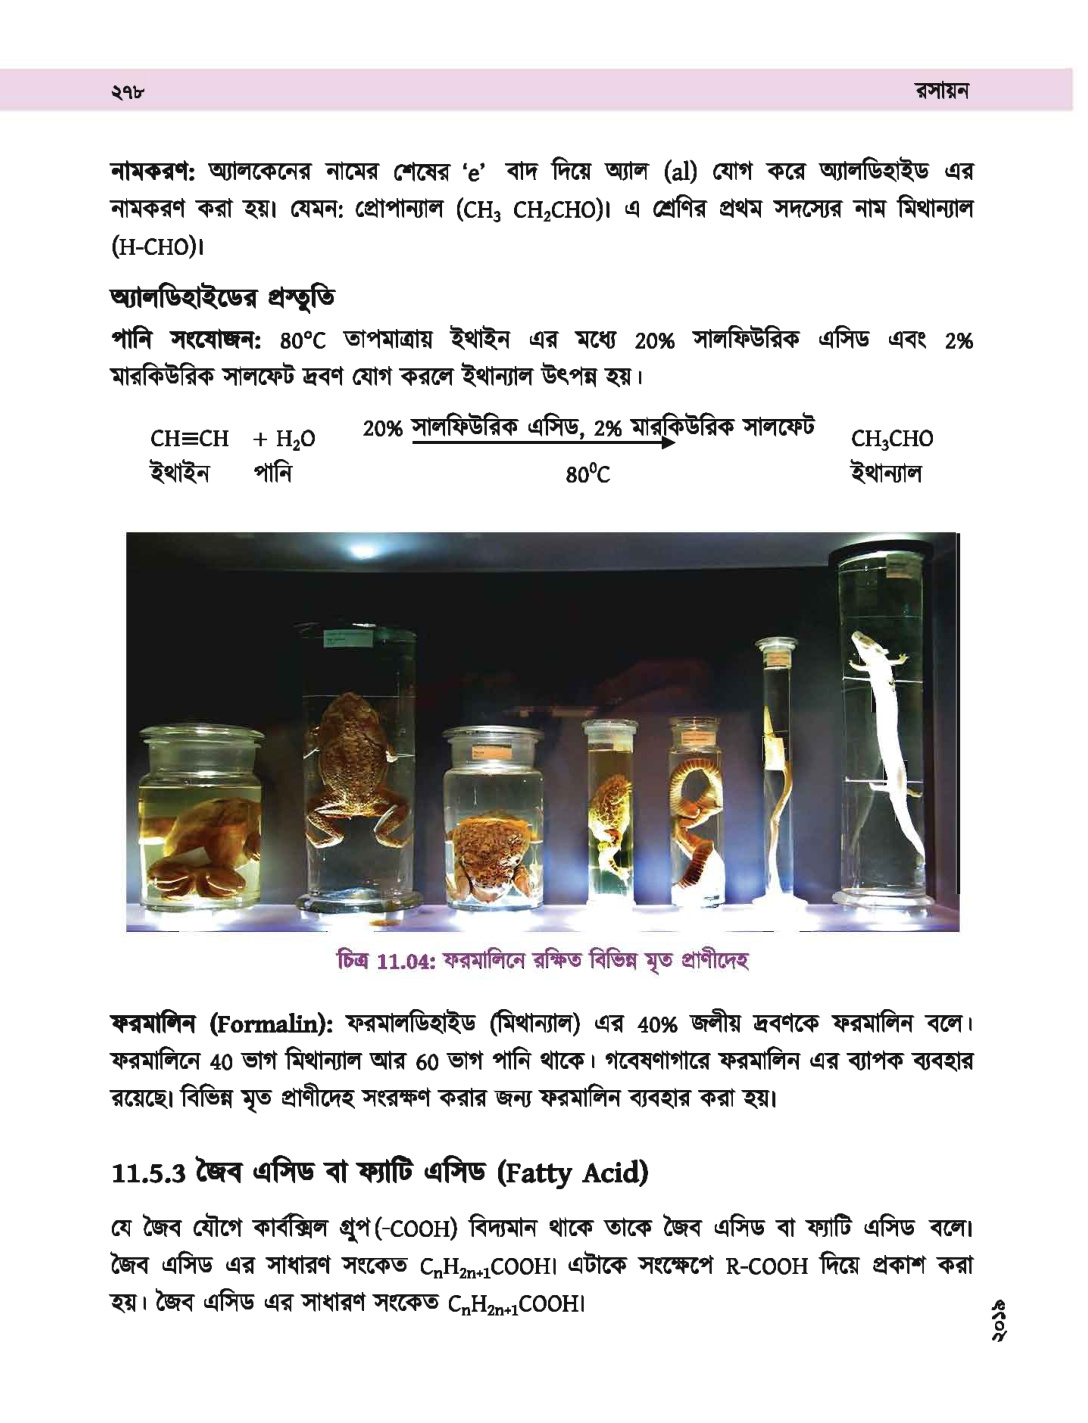 ২৭৮ রসায়ন
নামকরণ: অ্যালকেনের নামের শেষের ‘e’ বাদ দিয়ে অ্যাল (al) যোগ করে অ্যালডিহাইড এর
নামকরণ করা হয়। যেমন: প্রোপান্যাল (CH₃ CH₂CHO)। এ শ্রেণির প্রথম সদস্যের নাম মিথান্যাল
(H-CHO)।
অ্যালডিহাইডের প্রস্তুতি
পানি সংযোজন: 80°C তাপমাত্রায় ইথাইন এর মধ্যে 20% সালফিউরিক এসিড এবং 2%
মারকিউরিক সালফেট দ্রবণ যোগ করলে ইথান্যাল উৎপন্ন হয়।
CH≡CH + H₂O 20% সালফিউরিক এসিড, 2% মারকিউরিক সালফেট CH₃CHO
ইথাইন পানি 80⁰C ইথান্যাল
চিত্র 11.04: ফরমালিনে রক্ষিত বিভিন্ন মৃত প্রাণীদেহ
ফরমালিন (Formalin): ফরমালডিহাইড (মিথান্যাল) এর 40% জলীয় দ্রবণকে ফরমালিন বলে।
ফরমালিনে 40 ভাগ মিথান্যাল আর 60 ভাগ পানি থাকে। গবেষণাগারে ফরমালিন এর ব্যাপক ব্যবহার
রয়েছে। বিভিন্ন মৃত প্রাণীদেহ সংরক্ষণ করার জন্য ফরমালিন ব্যবহার করা হয়।
11.5.3 জৈব এসিড বা ফ্যাটি এসিড (Fatty Acid)
যে জৈব যৌগে কার্বক্সিল গ্রুপ (-COOH) বিদ্যমান থাকে তাকে জৈব এসিড বা ফ্যাটি এসিড বলে।
জৈব এসিড এর সাধারণ সংকেত CₙH₂ₙ₊₁COOH। এটাকে সংক্ষেপে R-COOH দিয়ে প্রকাশ করা
হয়। জৈব এসিড এর সাধারণ সংকেত CₙH₂ₙ₊₁COOH।
২০১৯